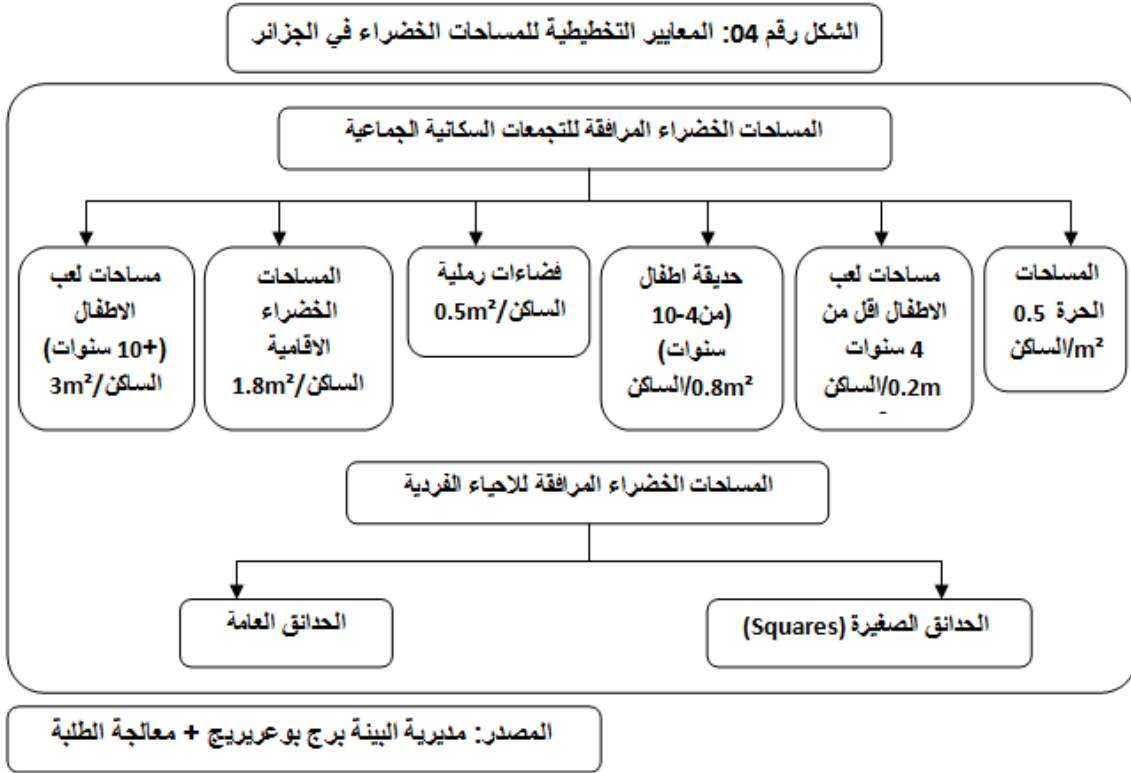 الشكل رقم 04: المعايير التخطيطية للمساحات الخضراء في الجزائر
المساحات الخضراء المرافقة للتجمعات السكانية الجماعية
المساحات
الحرة 0.5
m²/الساكن
مساحات لعب
الاطفال اقل من
4 سنوات
0.2m/الساكن
حديقة اطفال
(من4-10
سنوات)
0.8m²/الساكن
فضاءات رملية
0.5m²/الساكن
المساحات
الخضراء
الاقامية
1.8m²/الساكن
مساحات لعب
الاطفال
(+10 سنوات)
3m²/الساكن
المساحات الخضراء المرافقة للاحياء الفردية
الحدائق الصغيرة (Squares)
الحدائق العامة
المصدر: مديرية البيئة برج بوعريريج + معالجة الطلبة